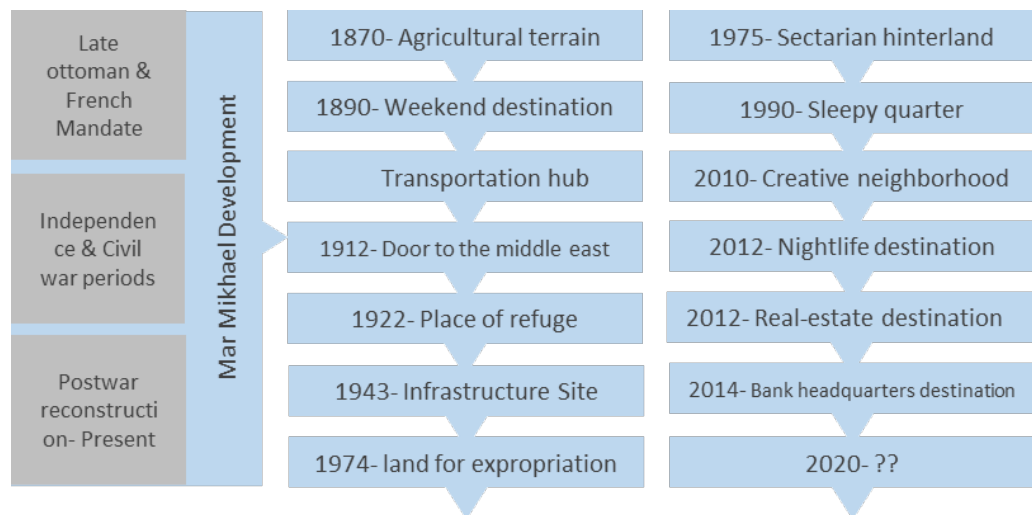 Late
ottoman &
French
Mandate
Independen
ce & Civil
war periods
Postwar
reconstructi
on- Present
Mar Mikhael Development
1870- Agricultural terrain
1890- Weekend destination
Transportation hub
1912- Door to the middle east
1922- Place of refuge
1943- Infrastructure Site
1974- land for expropriation
1975- Sectarian hinterland
1990- Sleepy quarter
2010- Creative neighborhood
2012- Nightlife destination
2012- Real-estate destination
2014- Bank headquarters destination
2020- ??